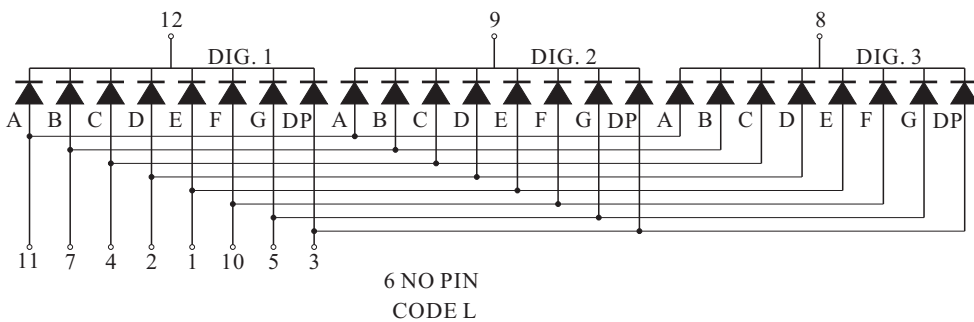 12 9 8
DIG. 1 DIG. 2 DIG. 3
A B C D E F G DP A B C D E F G DP A B C D E F G DP
11 7 4 2 1 10 5 3
6 NO PIN
CODE L